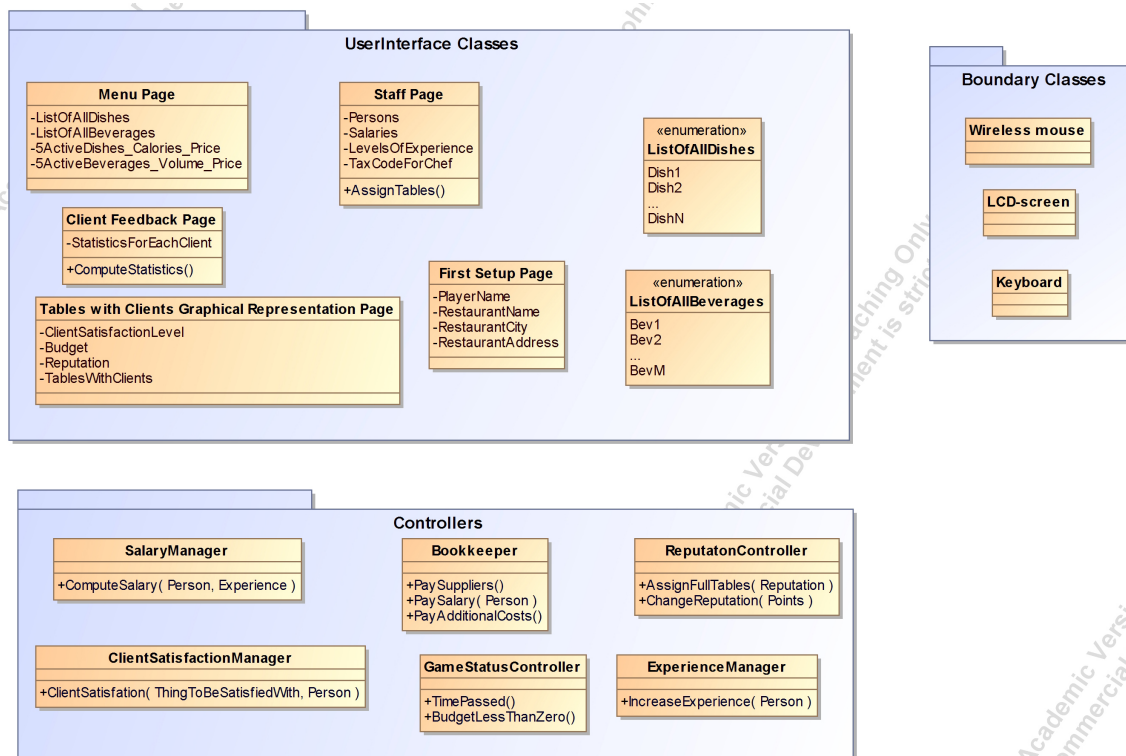 UserInterface Classes
Menu Page
-ListOfAllDishes
-ListOfAllBeverages
-5ActiveDishes_Calories_Price
-5ActiveBeverages_Volume_Price
Staff Page
-Persons
-Salaries
-LevelsOfExperience
-TaxCodeForChef
+AssignTables()
«enumeration»
ListOfAllDishes
Dish1
Dish2
...
DishN
Client Feedback Page
-StatisticsForEachClient
+ComputeStatistics()
First Setup Page
-PlayerName
-RestaurantName
-RestaurantCity
-RestaurantAddress
«enumeration»
ListOfAllBeverages
Bev1
Bev2
...
BevM
Tables with Clients Graphical Representation Page
-ClientSatisfactionLevel
-Budget
-Reputation
-TablesWithClients
Boundary Classes
Wireless mouse
LCD-screen
Keyboard
Controllers
SalaryManager
+ComputeSalary( Person, Experience )
Bookkeeper
+PaySuppliers()
+PaySalary( Person )
+PayAdditionalCosts()
ReputatonController
+AssignFullTables( Reputation )
+ChangeReputation( Points )
ClientSatisfactionManager
+ClientSatisfation( ThingToBeSatisfiedWith, Person )
GameStatusController
+TimePassed()
+BudgetLessThanZero()
ExperienceManager
+IncreaseExperience( Person )